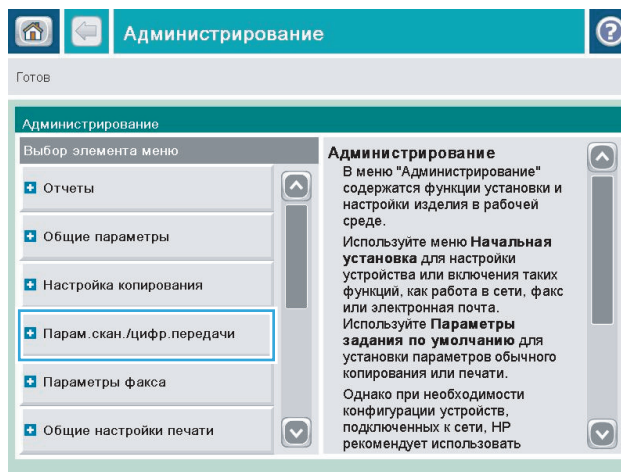 Администрирование
?
Готов
Администрирование
Выбор элемента меню
Отчеты
Общие параметры
Настройка копирования
Парам.скан./цифр.передачи
Параметры факса
Общие настройки печати
Администрирование
В меню "Администрирование"
содержатся функции установки и
настройки изделия в рабочей
среде.
Используйте меню Начальная
установка для настройки
устройства или включения таких
функций, как работа в сети, факс
или электронная почта.
Используйте Параметры
задания по умолчанию для
установки параметров обычного
копирования или печати.
Однако при необходимости
конфигурации устройств,
подключенных к сети, HP
рекомендует использовать